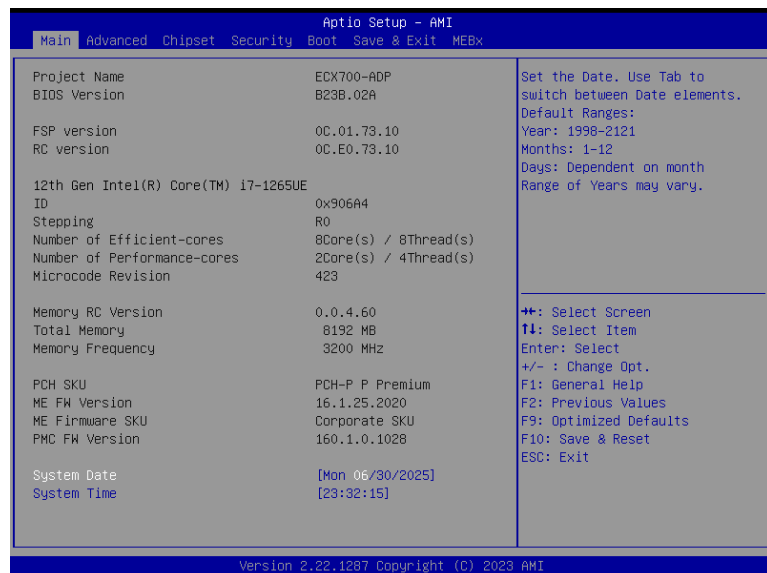 Aptio Setup - AMI
Main Advanced Chipset Security Boot Save & Exit MEBx
Project Name ECX700-ADP
BIOS Version B23B.02A
FSP version 0C.01.73.10
RC version 0C.E0.73.10
12th Gen Intel(R) Core(TM) i7-1265UE
ID 0x906A4
Stepping R0
Number of Efficient-cores 8Core(s) / 8Thread(s)
Number of Performance-cores 2Core(s) / 4Thread(s)
Microcode Revision 423
Memory RC Version 0.0.4.60
Total Memory 8192 MB
Memory Frequency 3200 MHz
PCH SKU PCH-P P Premium
ME FW Version 16.1.25.2020
ME Firmware SKU Corporate SKU
PMC FW Version 160.1.0.1028
System Date [Mon 06/30/2025]
System Time [23:32:15]
Set the Date. Use Tab to
switch between Date elements.
Default Ranges:
Year: 1998-2121
Months: 1-12
Days: Dependent on month
Range of Years may vary.
→←: Select Screen
↑↓: Select Item
Enter: Select
+/- : Change Opt.
F1: General Help
F2: Previous Values
F9: Optimized Defaults
F10: Save & Reset
ESC: Exit
Version 2.22.1287 Copyright (C) 2023 AMI